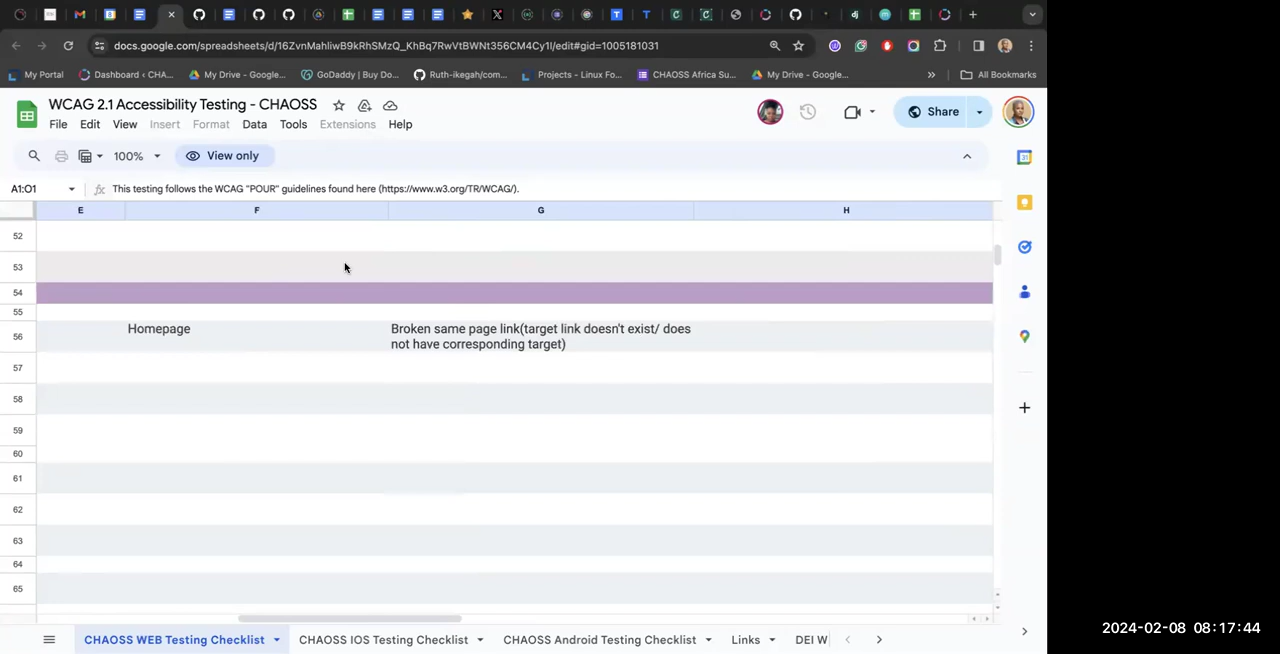 docs.google.com/spreadsheets/d/16ZvnMahliwB9kRhSMzQ_KhBq7RwVtBWNt356CM4Cy1I/edit#gid=1005181031
My Portal
Dashboard ‹ CHA...
My Drive - Google...
GoDaddy | Buy Do...
Ruth-ikegah/com...
Projects - Linux Fo...
CHAOSS Africa Su...
My Drive - Google...
»
All Bookmarks
WCAG 2.1 Accessibility Testing - CHAOSS
Share
File Edit View Insert Format Data Tools Extensions Help
100%
View only
A1:O1
fx This testing follows the WCAG "POUR" guidelines found here (https://www.w3.org/TR/WCAG/).
E F G H
52
53
54
55
56 Homepage Broken same page link(target link doesn't exist/ does
not have corresponding target)
57
58
59
60
61
62
63
64
65
CHAOSS WEB Testing Checklist
CHAOSS IOS Testing Checklist
CHAOSS Android Testing Checklist
Links
DEI W
2024-02-08 08:17:44